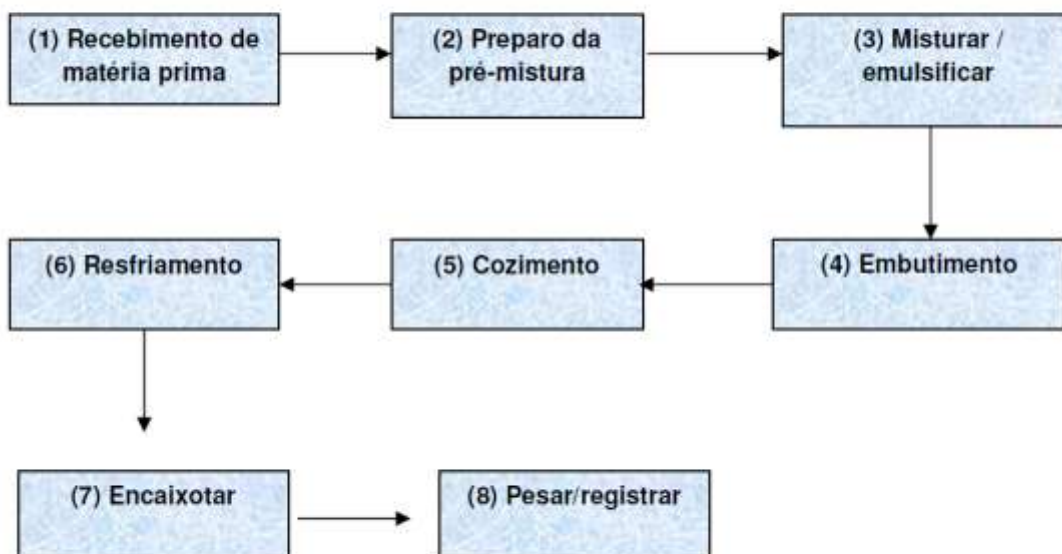 (1) Recebimento de
matéria prima
(2) Preparo da
pré-mistura
(3) Misturar /
emulsificar
(4) Embutimento
(5) Cozimento
(6) Resfriamento
(7) Encaixotar
(8) Pesar/registrar